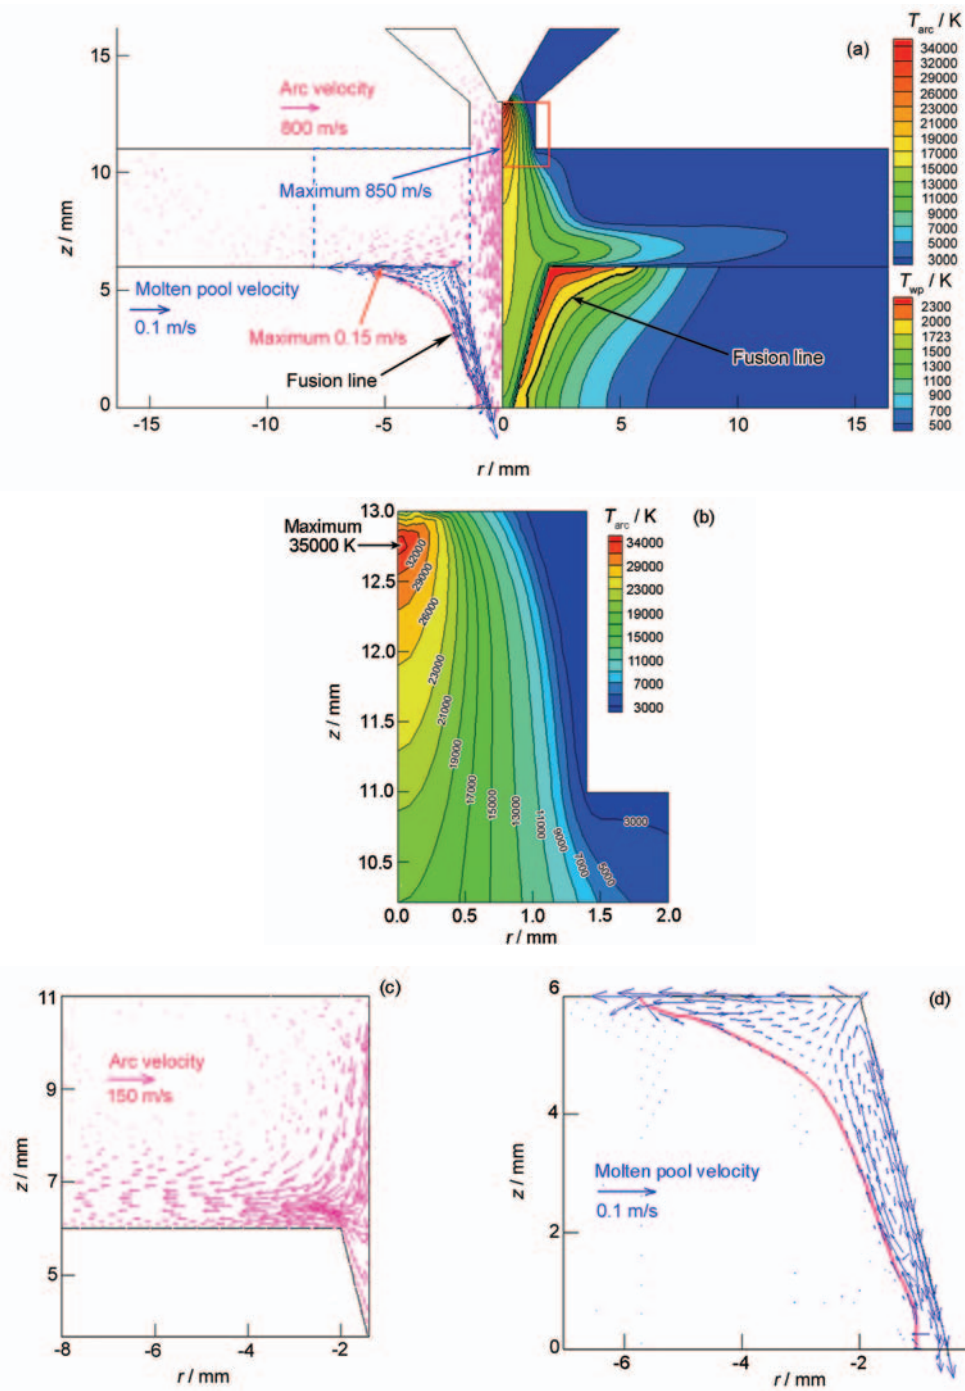 (a)
T_arc / K
34000
32000
29000
23000
21000
19000
17000
15000
13000
11000
9000
7000
5000
3000
T_wp / K
2300
2000
1723
1500
1300
1100
900
700
500
15
10
5
0
z / mm
Arc velocity
800 m/s
Maximum 850 m/s
Molten pool velocity
0.1 m/s
Maximum 0.15 m/s
Fusion line
Fusion line
-15
-10
-5
0
5
10
15
r / mm
(b)
Maximum
35000 K
13.0
12.5
12.0
11.5
11.0
10.5
z / mm
32000
29000
26000
23000
21000
19000
17000
15000
13000
11000
9000
7000
5000
3000
0.0
0.5
1.0
1.5
2.0
r / mm
T_arc / K
34000
29000
23000
19000
15000
11000
7000
3000
(c)
11
9
7
5
z / mm
Arc velocity
150 m/s
-8
-6
-4
-2
r / mm
(d)
6
4
2
0
z / mm
Molten pool velocity
0.1 m/s
-6
-4
-2
r / mm